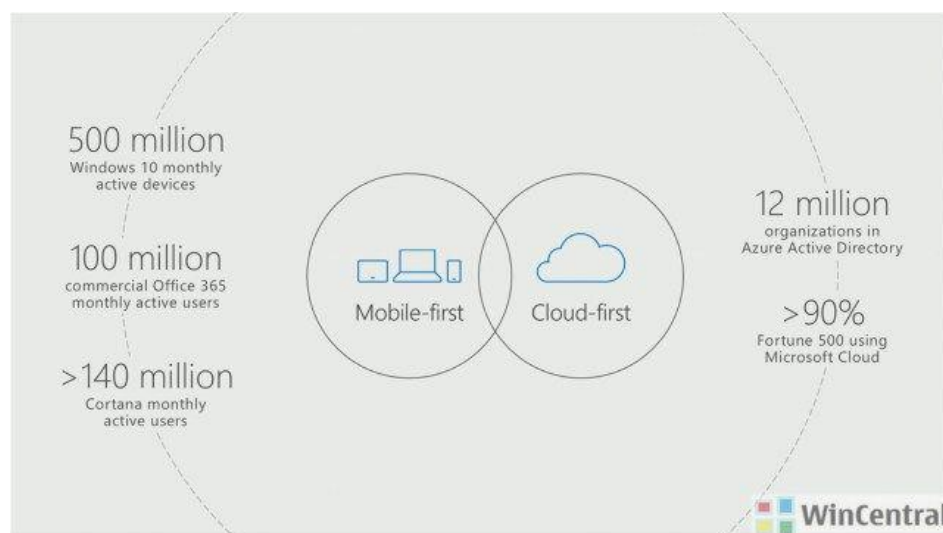 500 million
Windows 10 monthly
active devices
100 million
commercial Office 365
monthly active users
>140 million
Cortana monthly
active users
Mobile-first
Cloud-first
12 million
organizations in
Azure Active Directory
>90%
Fortune 500 using
Microsoft Cloud
WinCentral